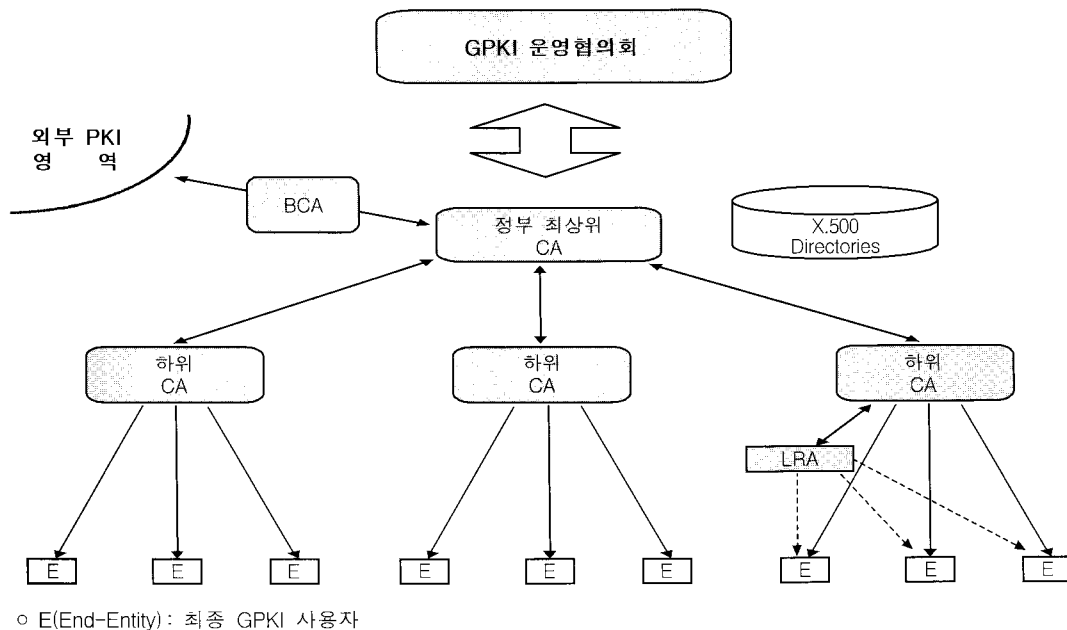 GPKI 운영협의회
외부 PKI
영 역
BCA
정부 최상위
CA
X.500
Directories
하위
CA
하위
CA
하위
CA
LRA
E
E
E
E
E
E
E
E
E
○ E(End-Entity) : 최종 GPKI 사용자